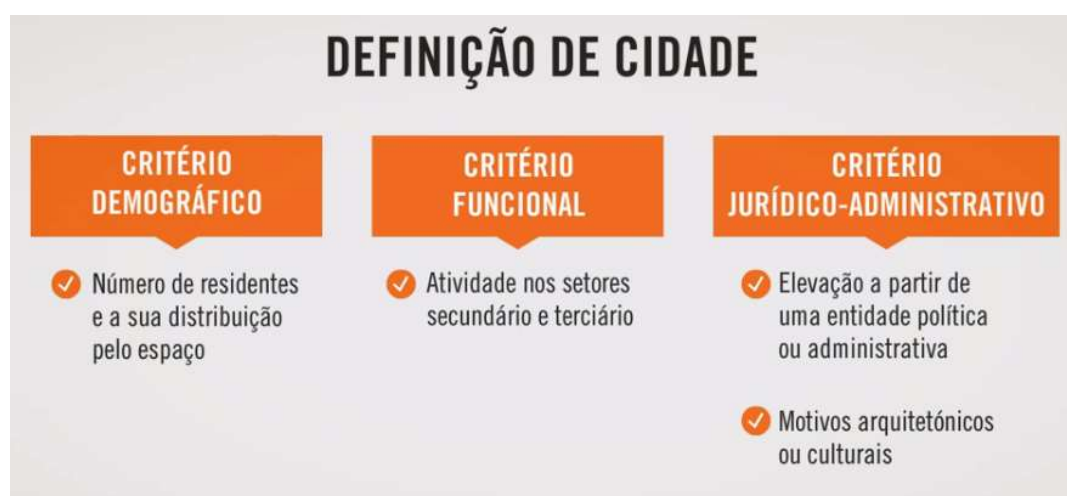 DEFINIÇÃO DE CIDADE
CRITÉRIO
DEMOGRÁFICO
Número de residentes
e a sua distribuição
pelo espaço
CRITÉRIO
FUNCIONAL
Atividade nos setores
secundário e terciário
CRITÉRIO
JURÍDICO-ADMINISTRATIVO
Elevação a partir de
uma entidade política
ou administrativa
Motivos arquitetónicos
ou culturais